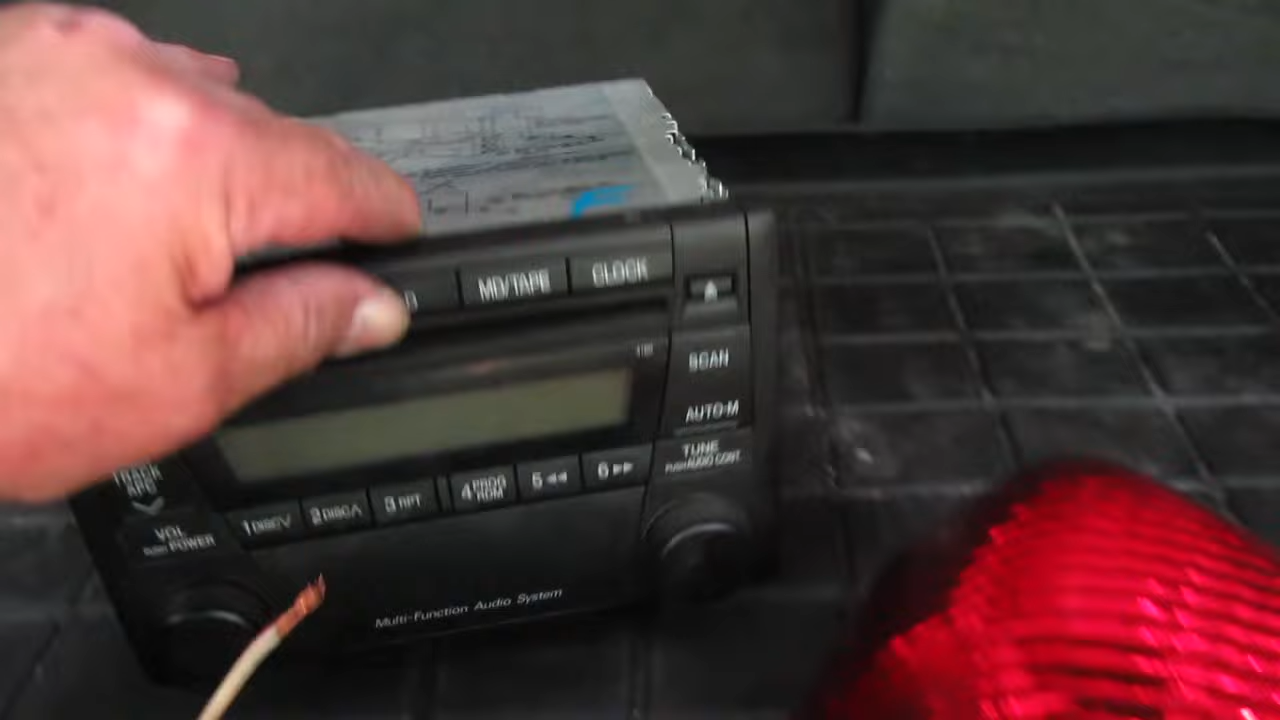 MD/TAPE
CLOCK
SCAN
AUTO-M
TUNE
PUSH AUDIO CONT
TRACK
APC
VOL
PUSH POWER
1 DISC∨
2 DISC∧
3 RPT
4 PROG RDM
5 ◂◂
6 ▸▸
Multi-Function Audio System